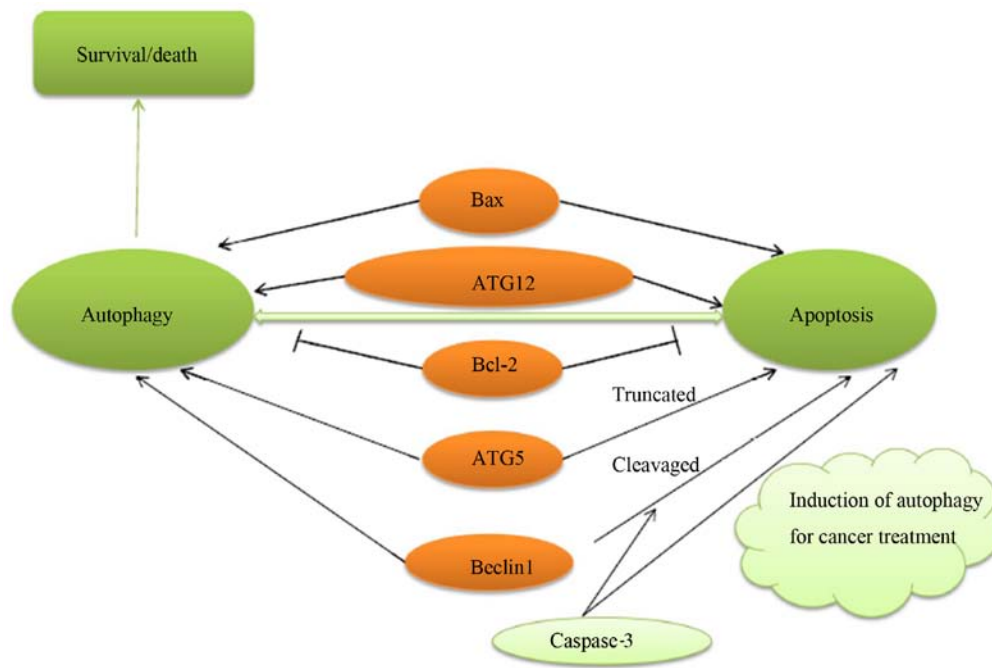 Survival/death
Bax
ATG12
Autophagy
Apoptosis
Bcl-2
Truncated
ATG5
Cleavaged
Induction of autophagy
for cancer treatment
Beclin1
Caspase-3